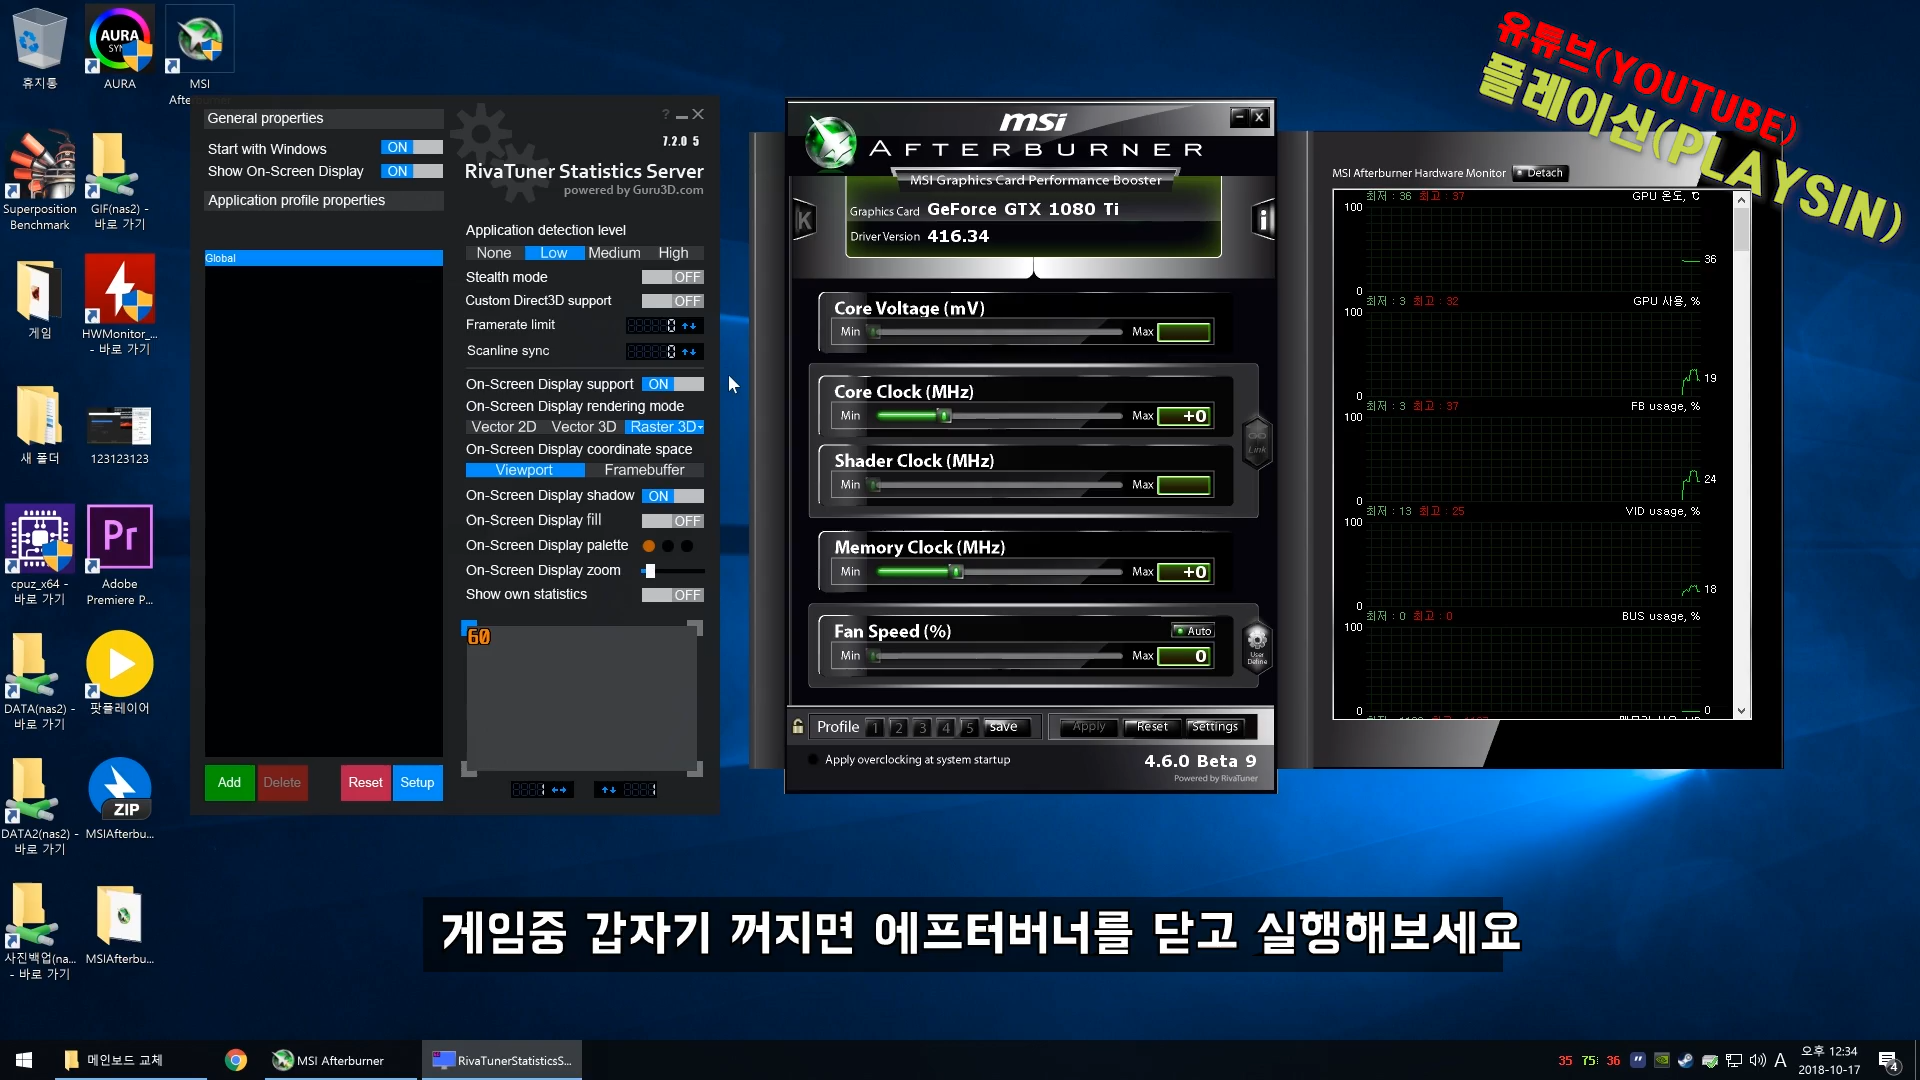 휴지통
AURA
SYNC
AURA
MSI
Afterburner
Superposition
Benchmark
GIF(nas2) -
바로 가기
게임
HWMonitor_...
- 바로 가기
새 폴더
123123123
cpuz_x64 -
바로 가기
Pr
Adobe
Premiere P...
DATA(nas2) -
바로 가기
팟플레이어
DATA2(nas2) -
바로 가기
ZIP
MSIAfterbu...
사진백업(na...
- 바로 가기
MSIAfterbu...
General properties
Start with Windows ON
Show On-Screen Display ON
Application profile properties
Global
Add
Delete
Reset
Setup
?
7.2.0 5
RivaTuner Statistics Server
powered by Guru3D.com
Application detection level
None Low Medium High
Stealth mode OFF
Custom Direct3D support OFF
Framerate limit 0
Scanline sync 0
On-Screen Display support ON
On-Screen Display rendering mode
Vector 2D Vector 3D Raster 3D
On-Screen Display coordinate space
Viewport Framebuffer
On-Screen Display shadow ON
On-Screen Display fill OFF
On-Screen Display palette
On-Screen Display zoom
Show own statistics OFF
60
1
1
msi
AFTERBURNER
MSI Graphics Card Performance Booster
K
i
Graphics Card GeForce GTX 1080 Ti
Driver Version 416.34
Core Voltage (mV)
Min Max
Core Clock (MHz)
Min Max +0
Link
Shader Clock (MHz)
Min Max
Memory Clock (MHz)
Min Max +0
Fan Speed (%)
Auto
Min Max 0
User
Define
Profile 1 2 3 4 5 save
Apply Reset Settings
Apply overclocking at system startup
4.6.0 Beta 9
Powered by RivaTuner
MSI Afterburner Hardware Monitor Detach
최저 : 36 최고 : 37 GPU 온도, ℃
100
36
0
최저 : 3 최고 : 32 GPU 사용, %
100
19
0
최저 : 3 최고 : 37 FB usage, %
100
24
0
최저 : 13 최고 : 25 VID usage, %
100
18
0
최저 : 0 최고 : 0 BUS usage, %
100
0
0
유튜브(YOUTUBE)
플레이신(PLAYSIN)
게임중 갑자기 꺼지면 에프터버너를 닫고 실행해보세요
메인보드 교체
MSI Afterburner
RivaTunerStatisticsS...
35 75 36
A
오후 12:34
2018-10-17
4